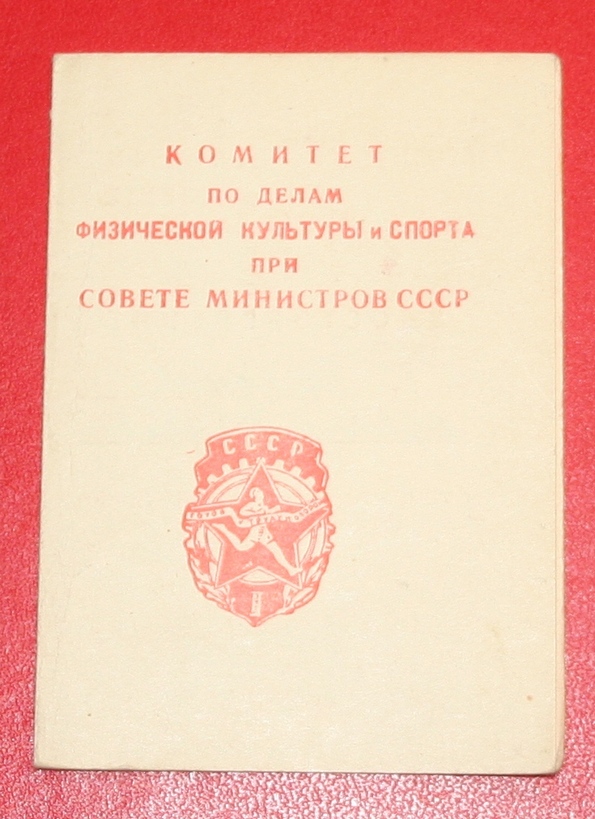 КОМИТЕТ
ПО ДЕЛАМ
ФИЗИЧЕСКОЙ КУЛЬТУРЫ и СПОРТА
ПРИ
СОВЕТЕ МИНИСТРОВ СССР
СССР
I